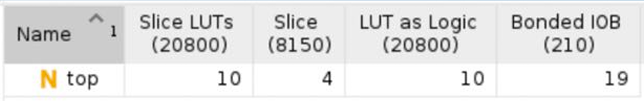 Name ^ 1 Slice LUTs (20800) Slice (8150) LUT as Logic (20800) Bonded IOB (210)
N top 10 4 10 19